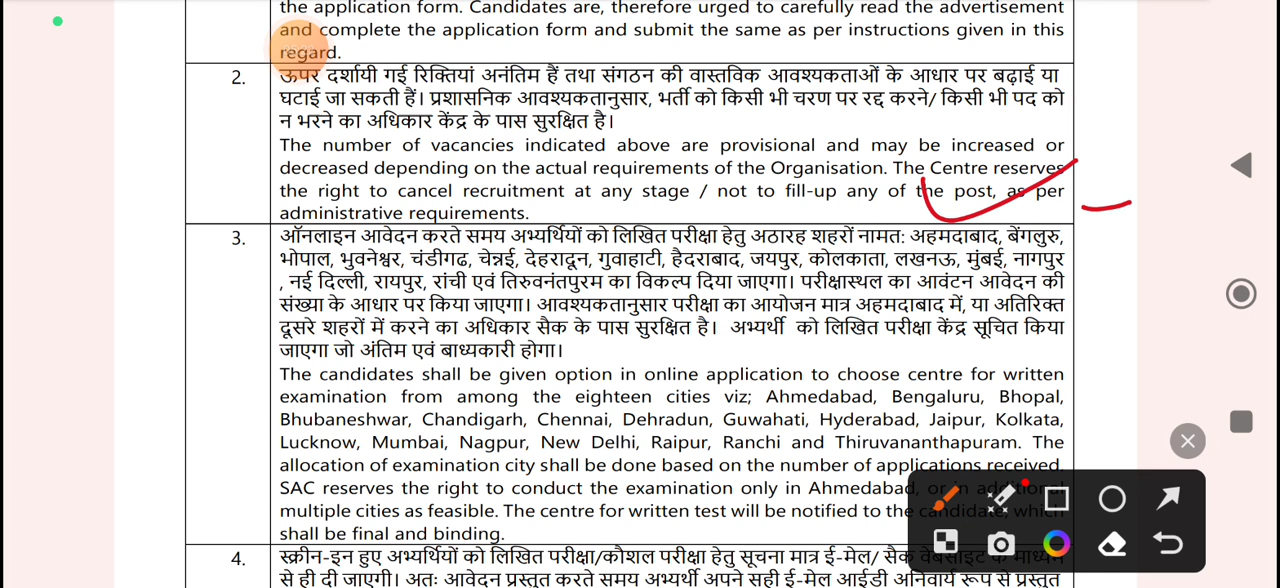 the application form. Candidates are, therefore urged to carefully read the advertisement
and complete the application form and submit the same as per instructions given in this
regard.
2.
ऊपर दर्शायी गई रिक्तियां अनंतिम हैं तथा संगठन की वास्तविक आवश्यकताओं के आधार पर बढ़ाई या
घटाई जा सकती हैं। प्रशासनिक आवश्यकतानुसार, भर्ती को किसी भी चरण पर रद्द करने/ किसी भी पद को
न भरने का अधिकार केंद्र के पास सुरक्षित है।
The number of vacancies indicated above are provisional and may be increased or
decreased depending on the actual requirements of the Organisation. The Centre reserves
the right to cancel recruitment at any stage / not to fill-up any of the post, as per
administrative requirements.
3.
ऑनलाइन आवेदन करते समय अभ्यर्थियों को लिखित परीक्षा हेतु अठारह शहरों नामत: अहमदाबाद, बेंगलुरु,
भोपाल, भुवनेश्वर, चंडीगढ, चेन्नई, देहरादून, गुवाहाटी, हैदराबाद, जयपुर, कोलकाता, लखनऊ, मुंबई, नागपुर
, नई दिल्ली, रायपुर, रांची एवं तिरुवनंतपुरम का विकल्प दिया जाएगा। परीक्षास्थल का आवंटन आवेदन की
संख्या के आधार पर किया जाएगा। आवश्यकतानुसार परीक्षा का आयोजन मात्र अहमदाबाद में, या अतिरिक्त
दूसरे शहरों में करने का अधिकार सैक के पास सुरक्षित है। अभ्यर्थी को लिखित परीक्षा केंद्र सूचित किया
जाएगा जो अंतिम एवं बाध्यकारी होगा।
The candidates shall be given option in online application to choose centre for written
examination from among the eighteen cities viz; Ahmedabad, Bengaluru, Bhopal,
Bhubaneshwar, Chandigarh, Chennai, Dehradun, Guwahati, Hyderabad, Jaipur, Kolkata,
Lucknow, Mumbai, Nagpur, New Delhi, Raipur, Ranchi and Thiruvananthapuram. The
allocation of examination city shall be done based on the number of applications received.
SAC reserves the right to conduct the examination only in Ahmedabad, or in additional
multiple cities as feasible. The centre for written test will be notified to the candidate, which
shall be final and binding.
4.
स्क्रीन-इन हुए अभ्यर्थियों को लिखित परीक्षा/कौशल परीक्षा हेतु सूचना मात्र ई-मेल/ सैक वेबसाइट के माध्यम
से ही दी जाएगी। अतः आवेदन प्रस्तुत करते समय अभ्यर्थी अपने सही ई-मेल आईडी अनिवार्य रूप से प्रस्तुत